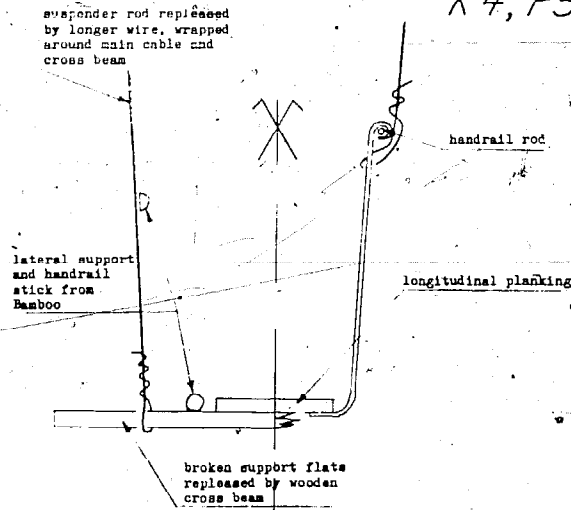 suspender rod repleased
by longer wire, wrapped
around main cable and
cross beam
handrail rod
lateral support
and handrail
stick from
Bamboo
longitudinal planking
broken support flats
repleased by wooden
cross beam